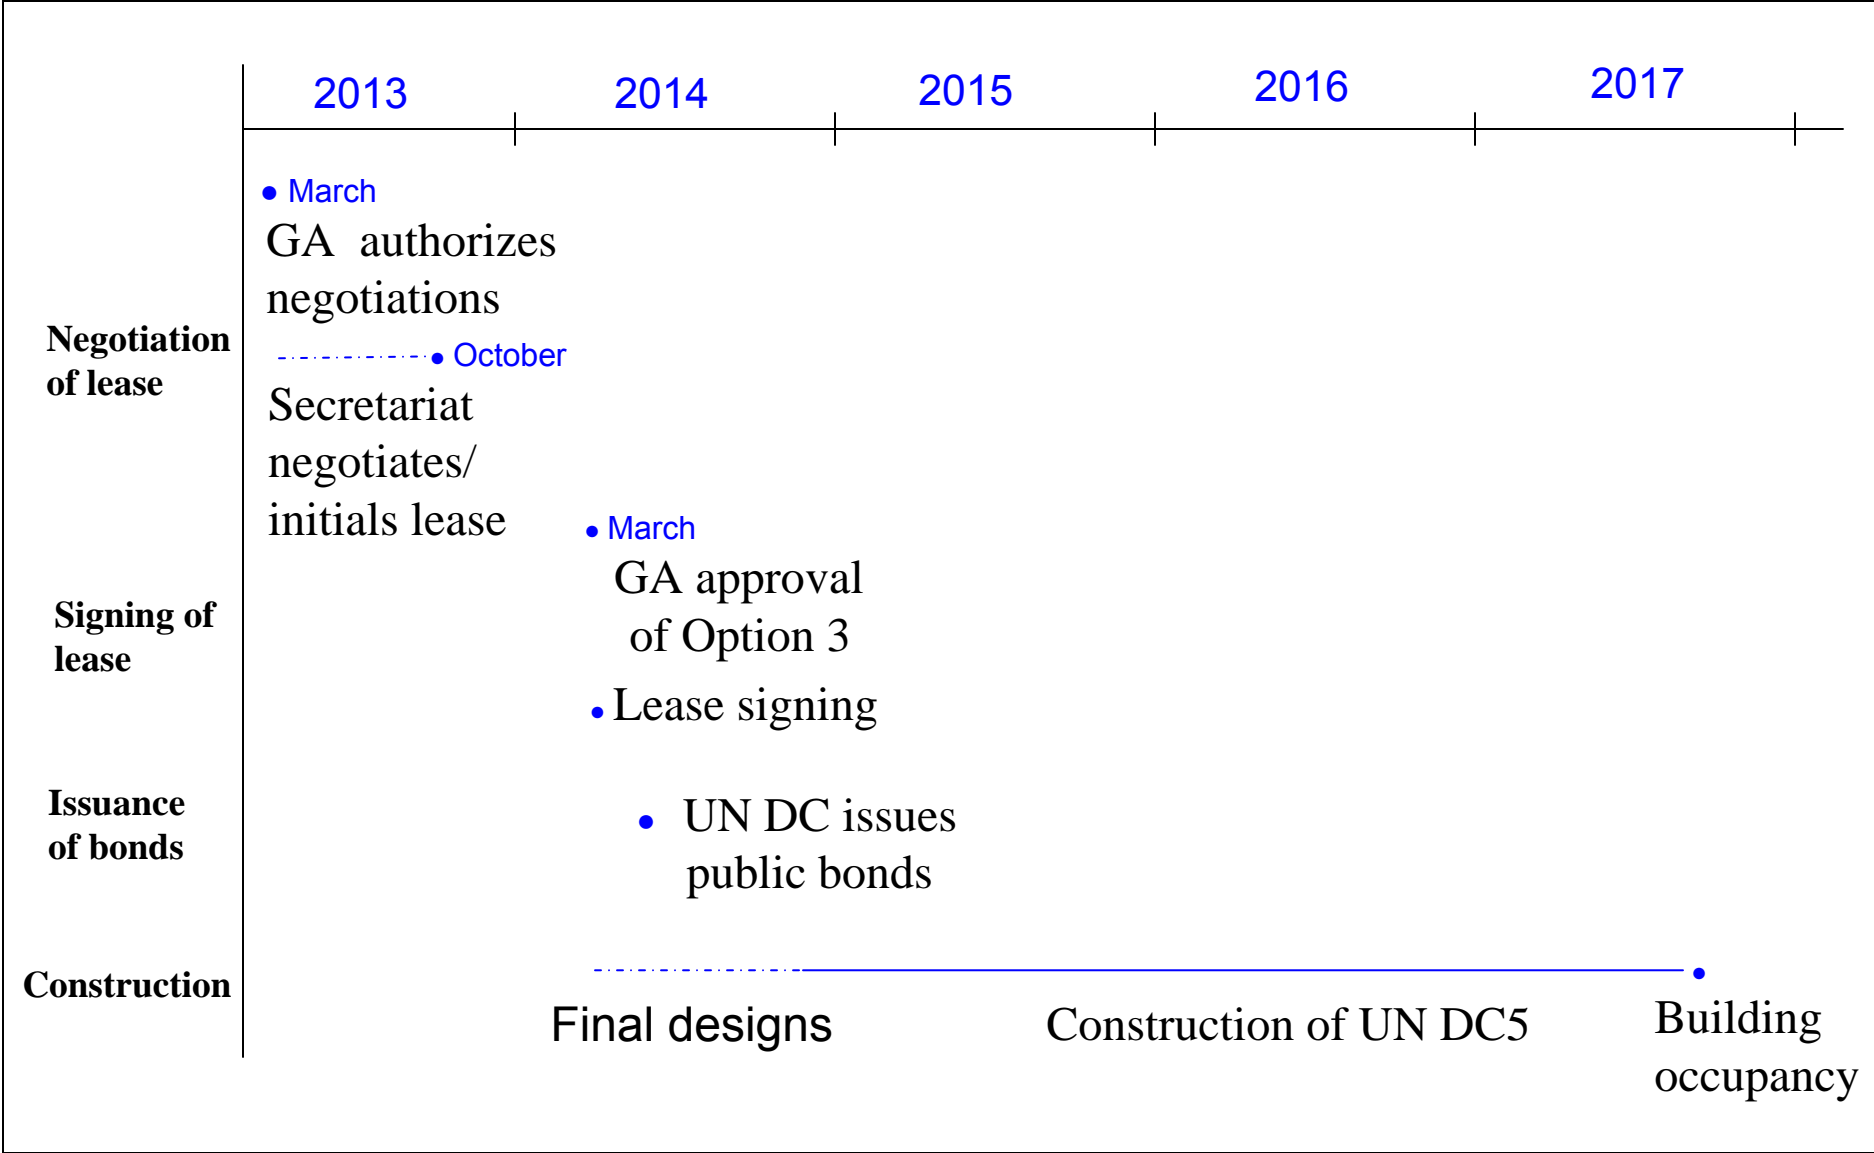 2013 2014 2015 2016 2017
• March
GA authorizes
negotiations
Negotiation
of lease
• October
Secretariat
negotiates/
initials lease
• March
GA approval
of Option 3
Signing of
lease
• Lease signing
Issuance
of bonds
• UN DC issues
public bonds
Construction
Final designs
Construction of UN DC5
Building
occupancy